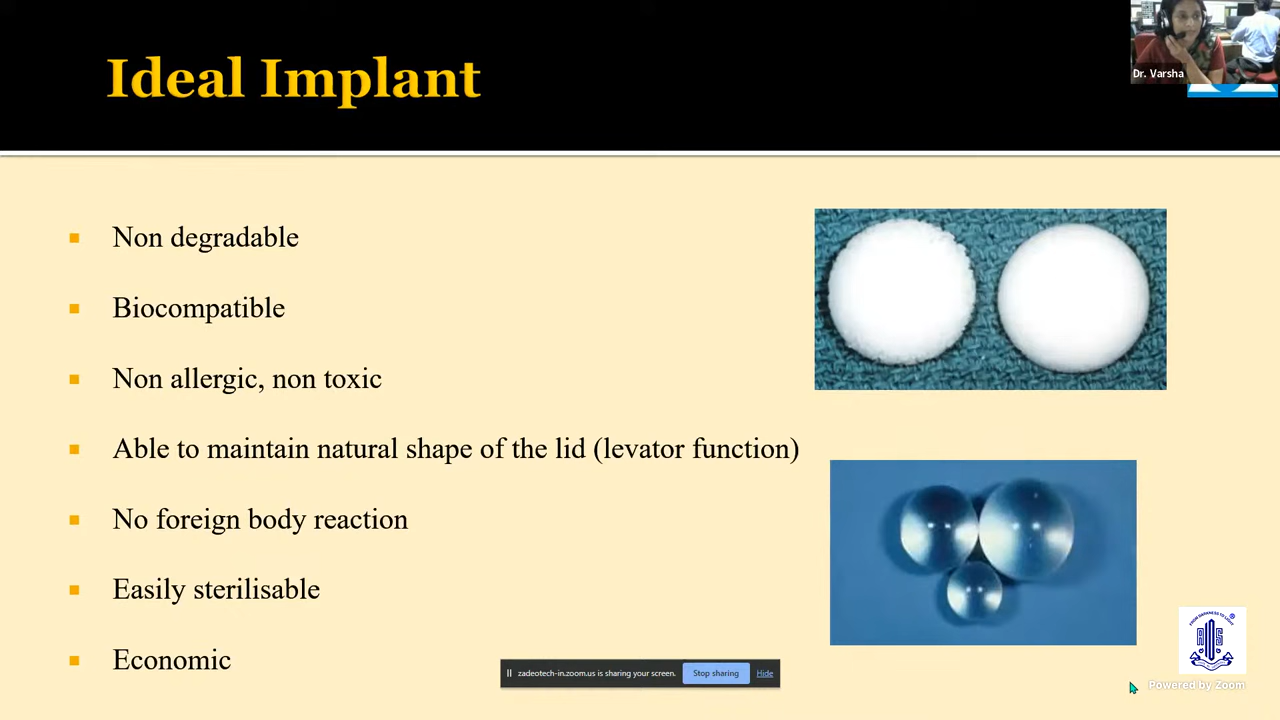 Ideal Implant
Dr. Varsha
Non degradable
Biocompatible
Non allergic, non toxic
Able to maintain natural shape of the lid (levator function)
No foreign body reaction
Easily sterilisable
Economic
zadeotech-in.zoom.us is sharing your screen.
Stop sharing
Hide
Powered by Zoom